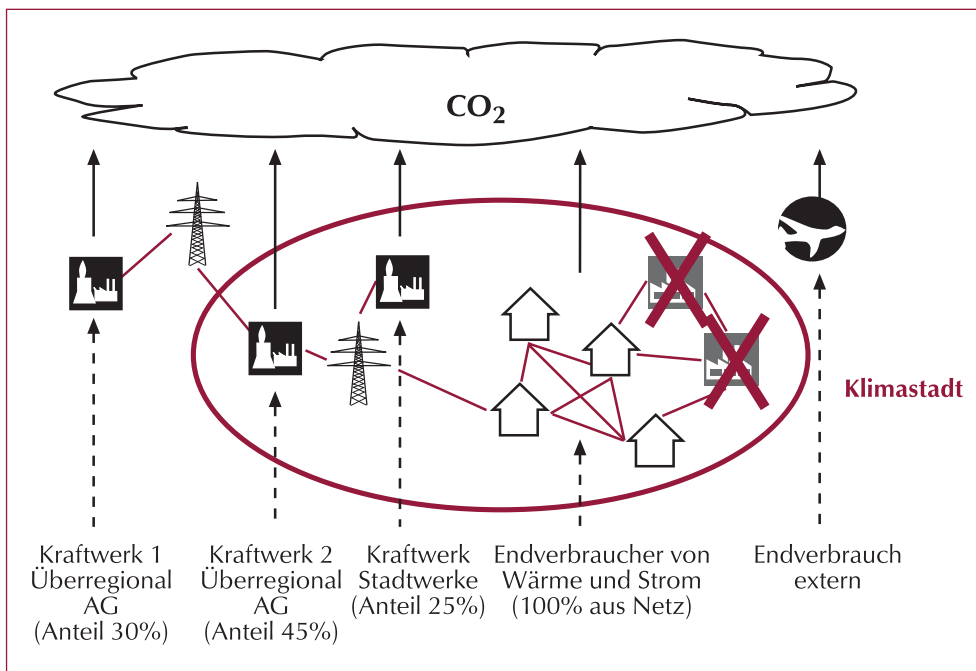 CO2
Klimastadt
Kraftwerk 1
Überregional
AG
(Anteil 30%)
Kraftwerk 2
Überregional
AG
(Anteil 45%)
Kraftwerk
Stadtwerke
(Anteil 25%)
Endverbraucher von
Wärme und Strom
(100% aus Netz)
Endverbrauch
extern